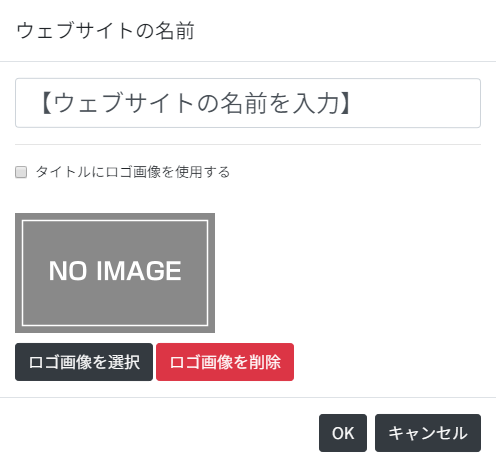 ウェブサイトの名前
【ウェブサイトの名前を入力】
タイトルにロゴ画像を使用する
NO IMAGE
ロゴ画像を選択 ロゴ画像を削除
OK キャンセル